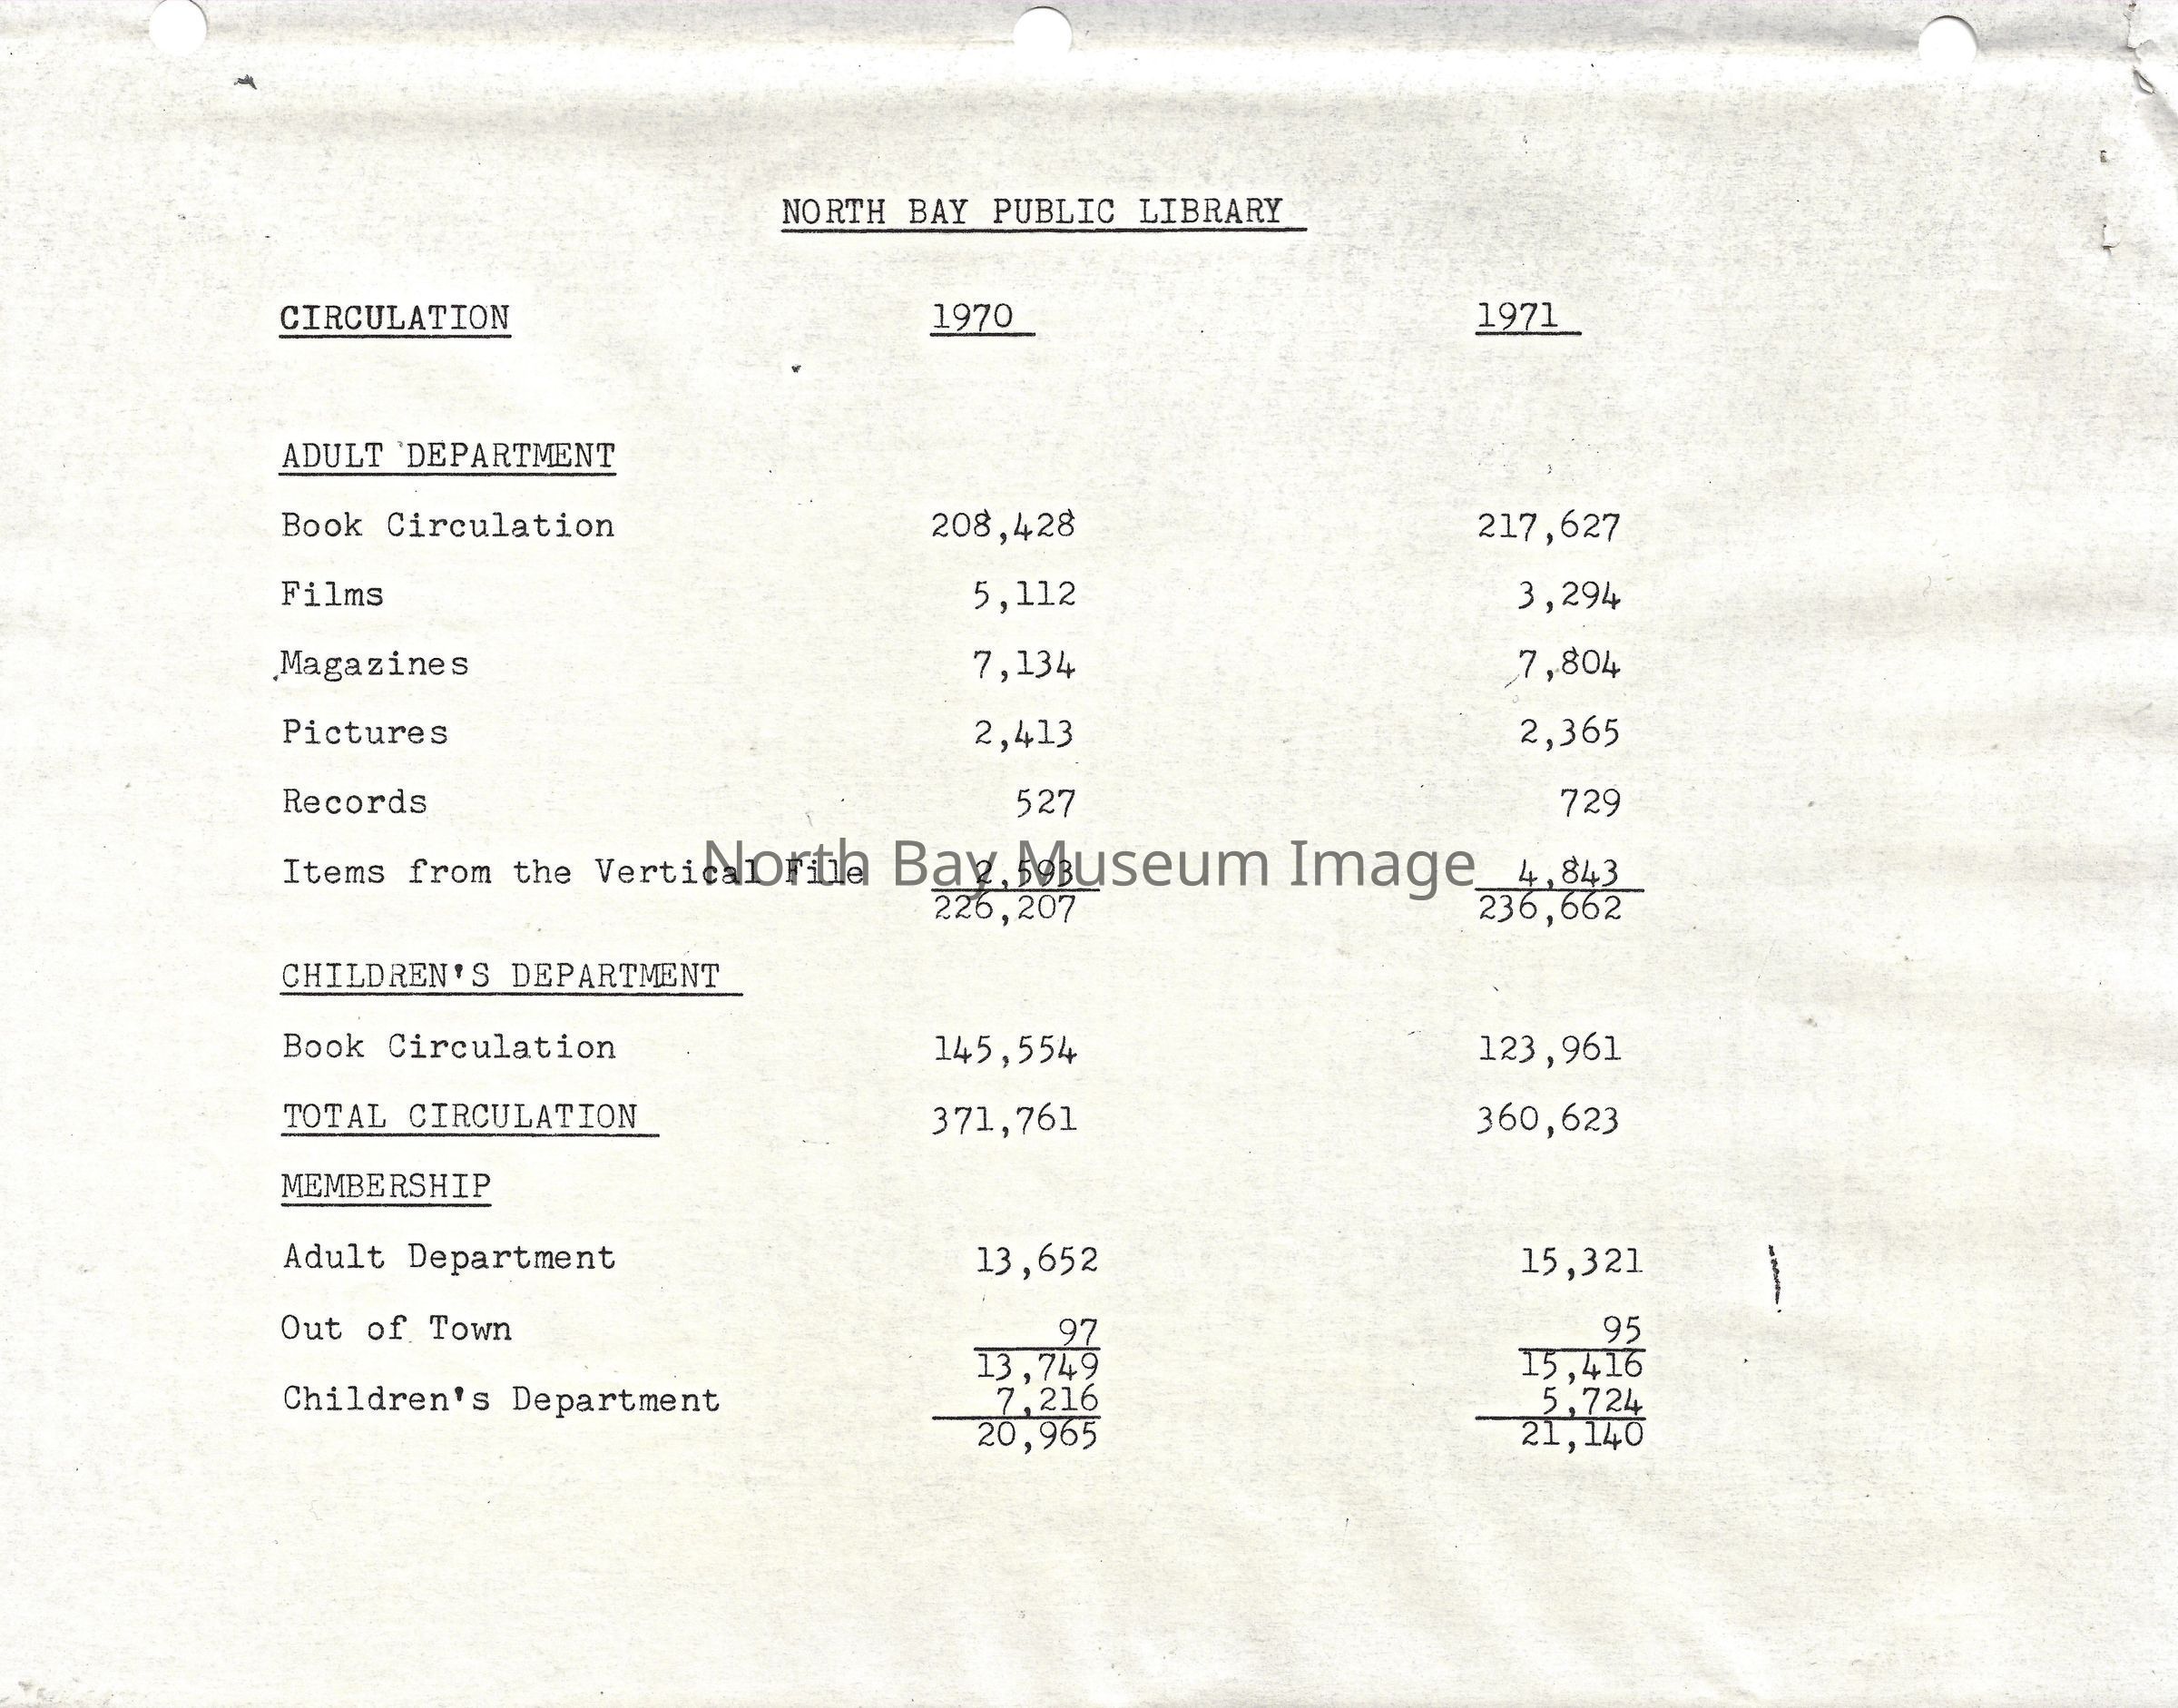 NORTH BAY PUBLIC LIBRARY
CIRCULATION 1970 1971
ADULT DEPARTMENT
Book Circulation 208,428 217,627
Films 5,112 3,294
Magazines 7,134 7,804
Pictures 2,413 2,365
Records 527 729
North Bay Museum Image
Items from the Vertical File 2,593 4,843
226,207 236,662
CHILDREN'S DEPARTMENT
Book Circulation 145,554 123,961
TOTAL CIRCULATION 371,761 360,623
MEMBERSHIP
Adult Department 13,652 15,321
Out of Town 97 95
13,749 15,416
Children's Department 7,216 5,724
20,965 21,140